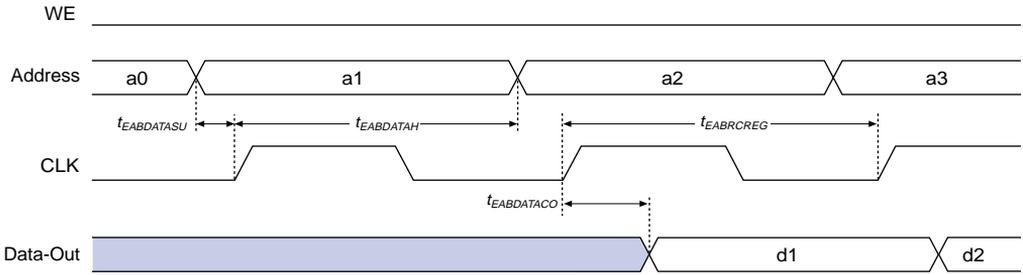 WE
Address a0 a1 a2 a3
tEABDATASU tEABDATAH tEABRCREG
CLK
tEABDATACO
Data-Out d1 d2